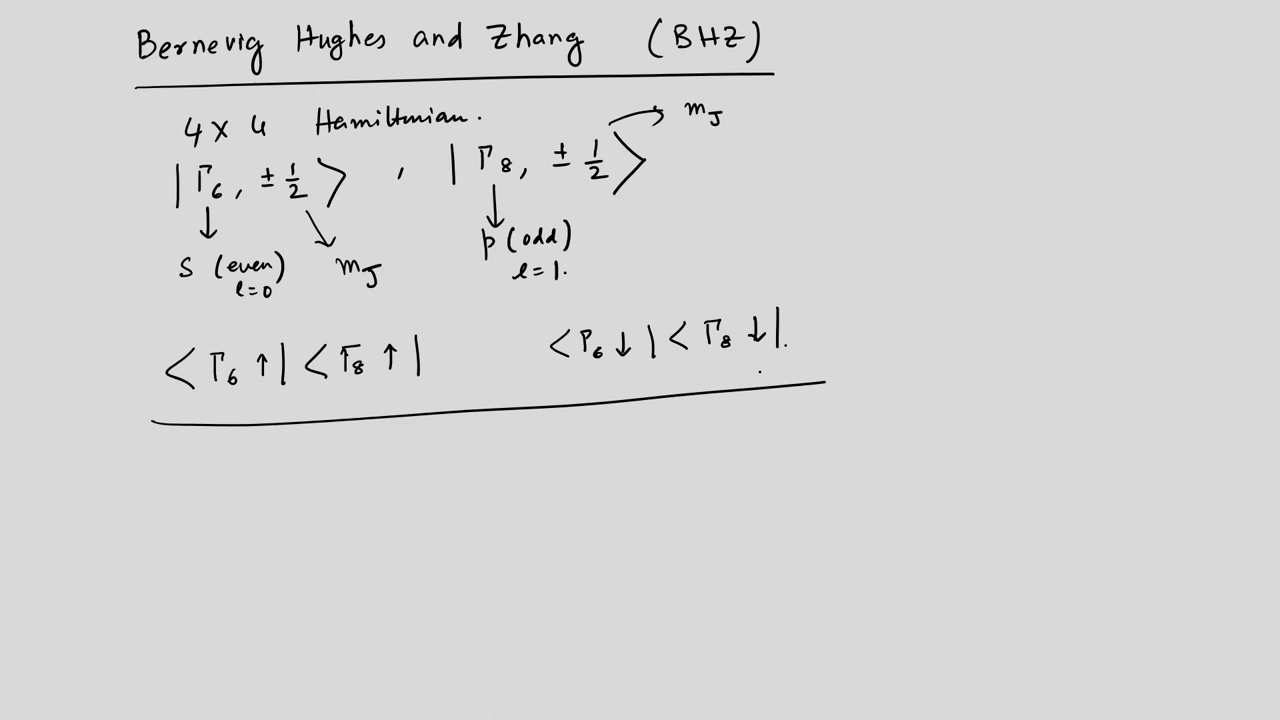 Bernevig Hughes and Zhang (BHZ)
4 × 4 Hamiltonian.
|Γ₆, ± 1/2 ⟩ , |Γ₈, ± 1/2 ⟩ → m_J
↓ ↘ ↓
s (even) m_J p (odd)
l=0 l=1.
< Γ₆ ↑| < Γ₈ ↑| < Γ₆ ↓ | < Γ₈ ↓|.